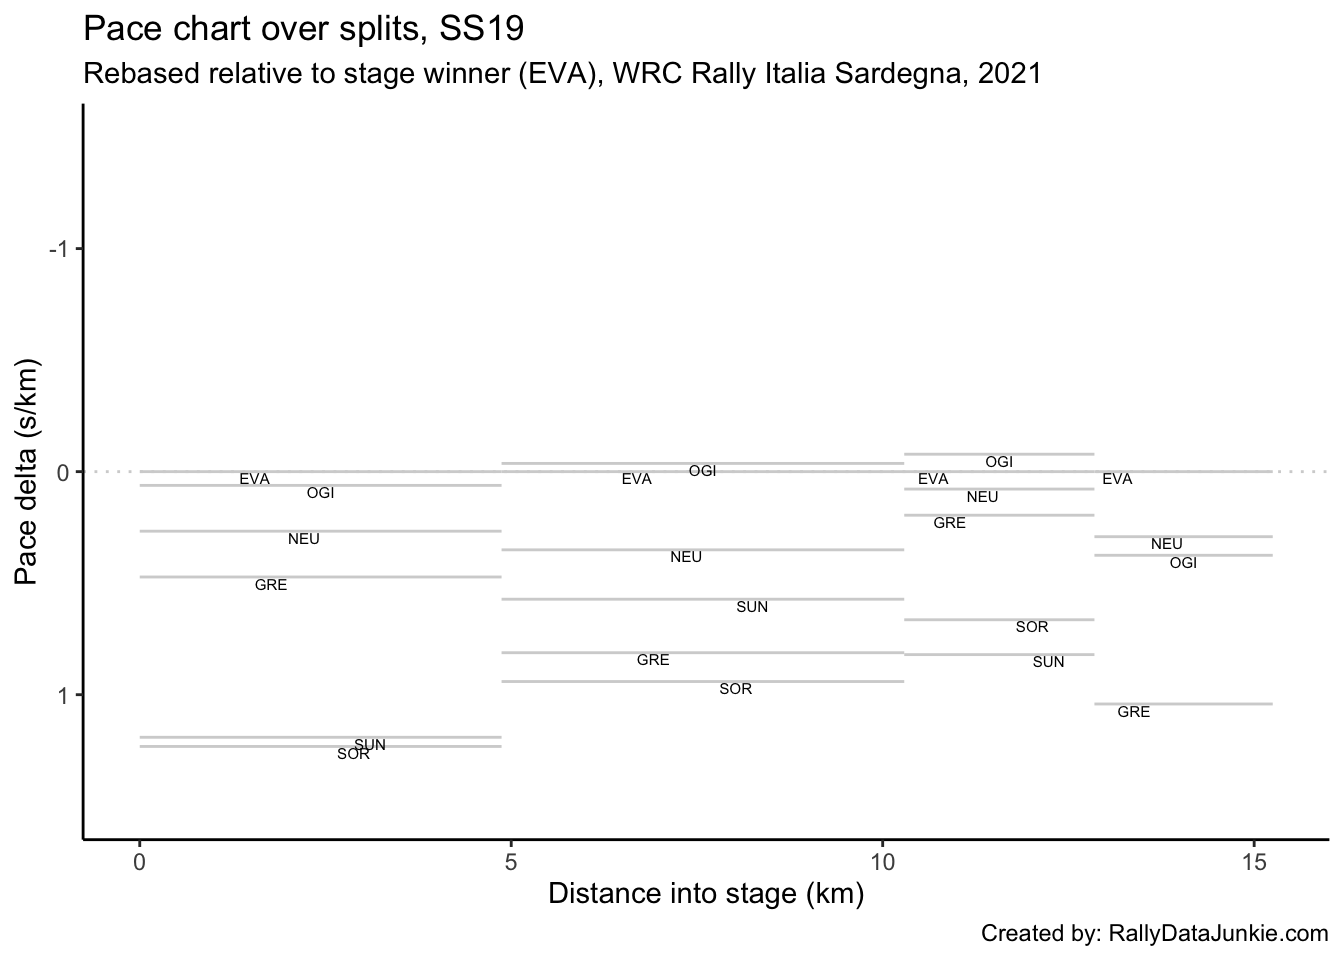 Pace chart over splits, SS19
Rebased relative to stage winner (EVA), WRC Rally Italia Sardegna, 2021
Pace delta (s/km)
-1
0
1
EVA
OGI
NEU
GRE
SUN
SOR
OGI
EVA
NEU
SUN
GRE
SOR
OGI
EVA
NEU
GRE
SOR
SUN
EVA
NEU
OGI
GRE
0 5 10 15
Distance into stage (km)
Created by: RallyDataJunkie.com